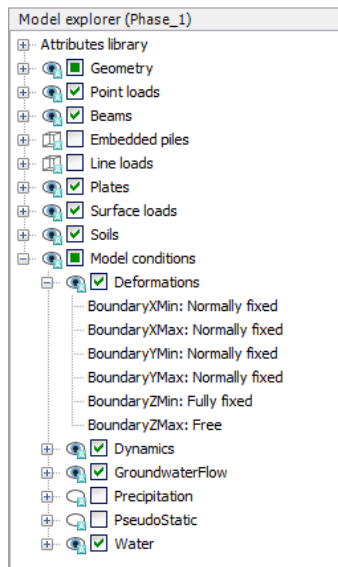 Model explorer (Phase_1)
Attributes library
Geometry
Point loads
Beams
Embedded piles
Line loads
Plates
Surface loads
Soils
Model conditions
Deformations
BoundaryXMin: Normally fixed
BoundaryXMax: Normally fixed
BoundaryYMin: Normally fixed
BoundaryYMax: Normally fixed
BoundaryZMin: Fully fixed
BoundaryZMax: Free
Dynamics
GroundwaterFlow
Precipitation
PseudoStatic
Water